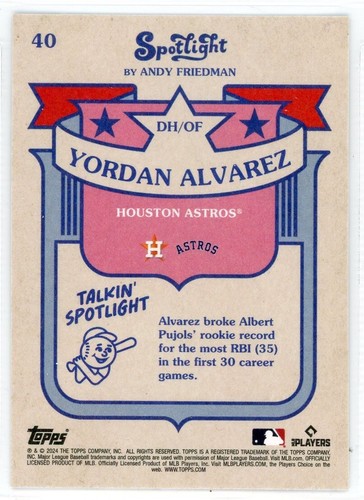 40
Spotlight
BY ANDY FRIEDMAN
DH/OF
YORDAN ALVAREZ
HOUSTON ASTROS®
H ASTROS
TALKIN'
SPOTLIGHT
Alvarez broke Albert
Pujols' rookie record
for the most RBI (35)
in the first 30 career
games.
Topps
MLB PLAYERS
® & © 2024 THE TOPPS COMPANY, INC. ALL RIGHTS RESERVED. TOPPS IS A REGISTERED TRADEMARK OF THE TOPPS COMPANY,
INC. Major League Baseball trademarks and copyrights are used with permission of Major League Baseball. Visit MLB.com. OFFICIALLY
LICENSED PRODUCT OF MLB. Officially Licensed Product of MLB Players, Inc. Visit MLBPLAYERS.com, the Players Choice on the
web. WWW.TOPPS.COM